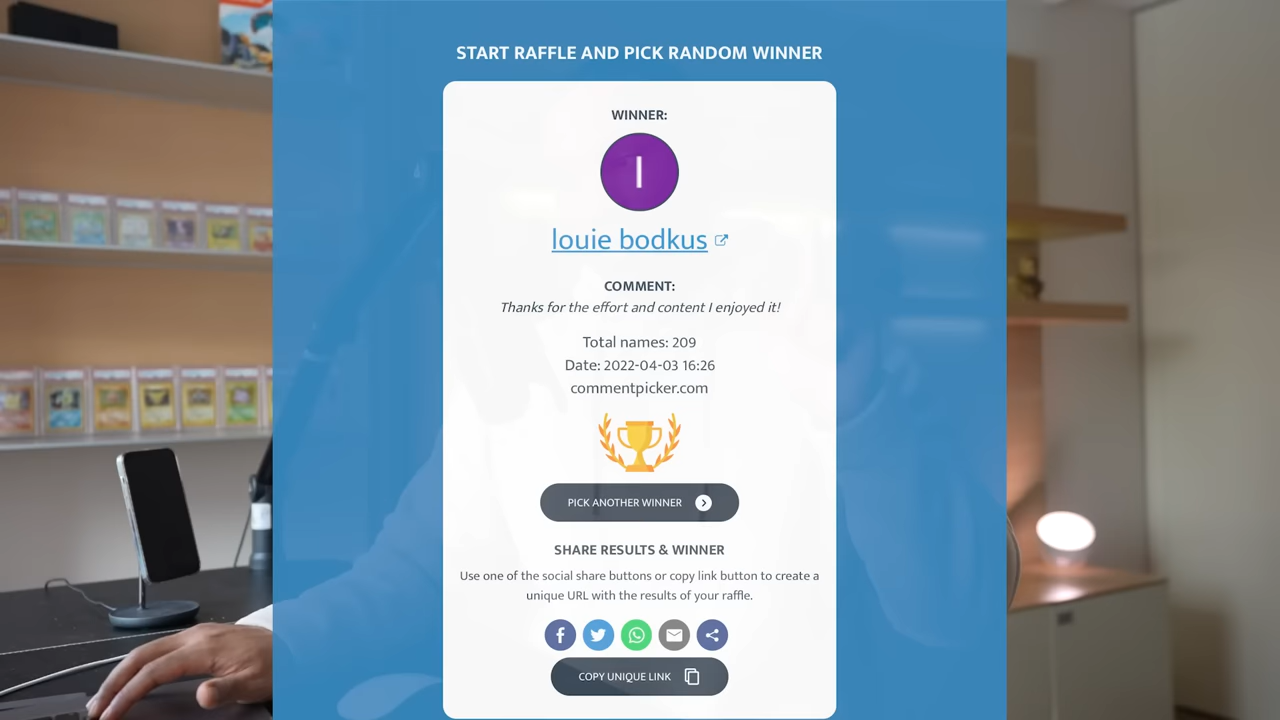 START RAFFLE AND PICK RANDOM WINNER
WINNER:
l
louie bodkus
COMMENT:
Thanks for the effort and content I enjoyed it!
Total names: 209
Date: 2022-04-03 16:26
commentpicker.com
PICK ANOTHER WINNER
SHARE RESULTS & WINNER
Use one of the social share buttons or copy link button to create a
unique URL with the results of your raffle.
COPY UNIQUE LINK